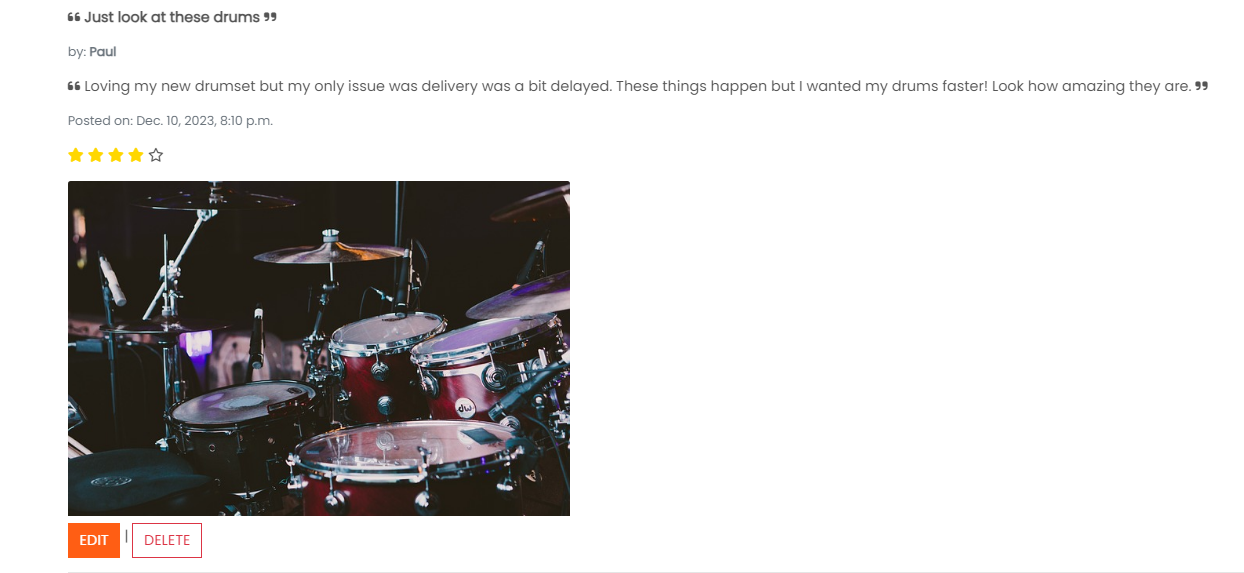 ❝ Just look at these drums ❞
by: Paul
❝ Loving my new drumset but my only issue was delivery was a bit delayed. These things happen but I wanted my drums faster! Look how amazing they are. ❞
Posted on: Dec. 10, 2023, 8:10 p.m.
dw
EDIT | DELETE